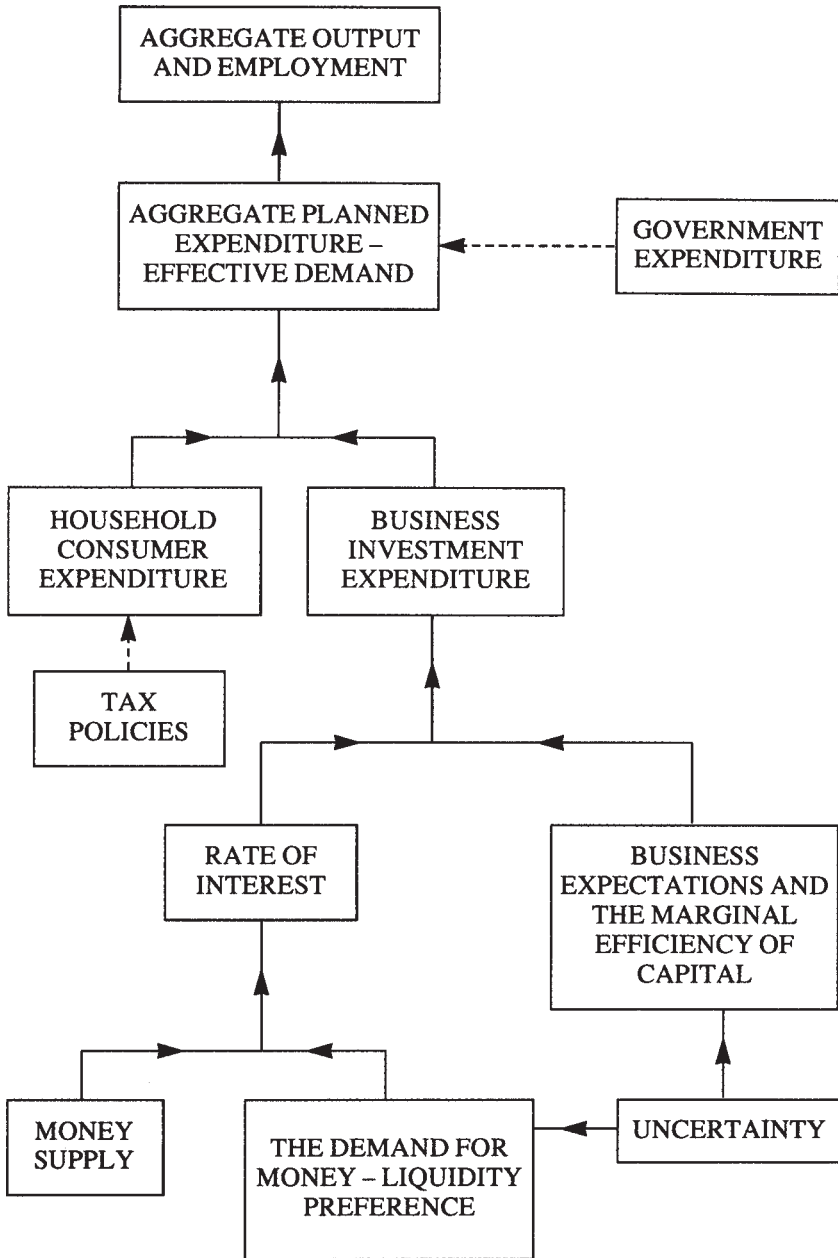 AGGREGATE OUTPUT
AND EMPLOYMENT
AGGREGATE PLANNED
EXPENDITURE –
EFFECTIVE DEMAND
GOVERNMENT
EXPENDITURE
HOUSEHOLD
CONSUMER
EXPENDITURE
BUSINESS
INVESTMENT
EXPENDITURE
TAX
POLICIES
RATE OF
INTEREST
BUSINESS
EXPECTATIONS AND
THE MARGINAL
EFFICIENCY OF
CAPITAL
MONEY
SUPPLY
THE DEMAND FOR
MONEY – LIQUIDITY
PREFERENCE
UNCERTAINTY